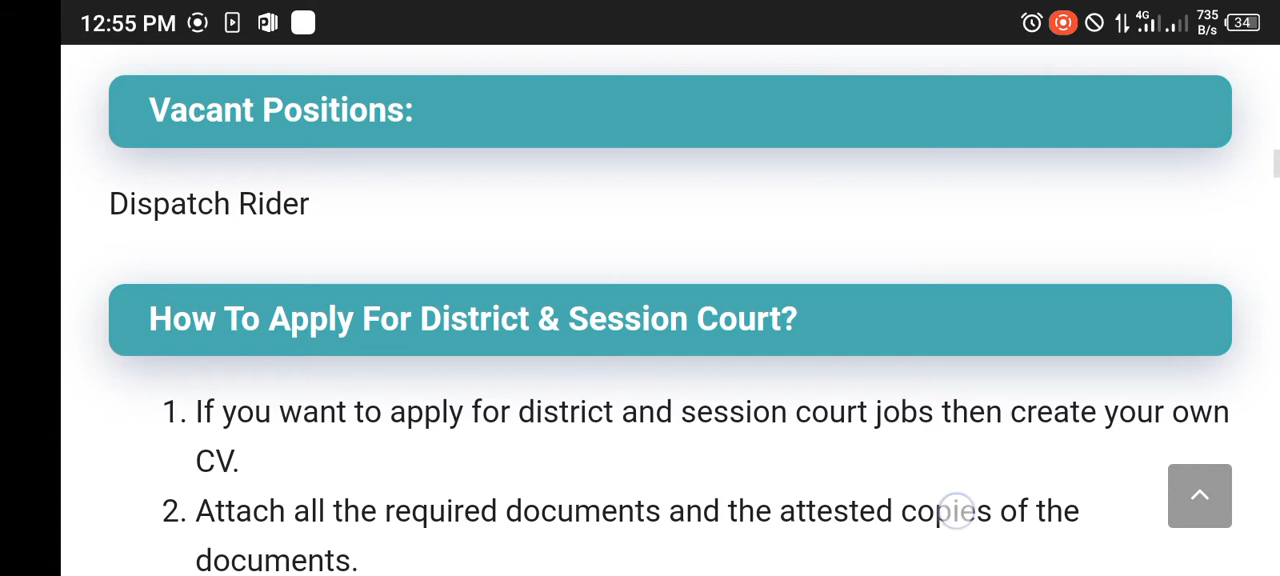 12:55 PM
4G
735
B/s
34
Vacant Positions:
Dispatch Rider
How To Apply For District & Session Court?
1. If you want to apply for district and session court jobs then create your own
CV.
2. Attach all the required documents and the attested copies of the
documents.